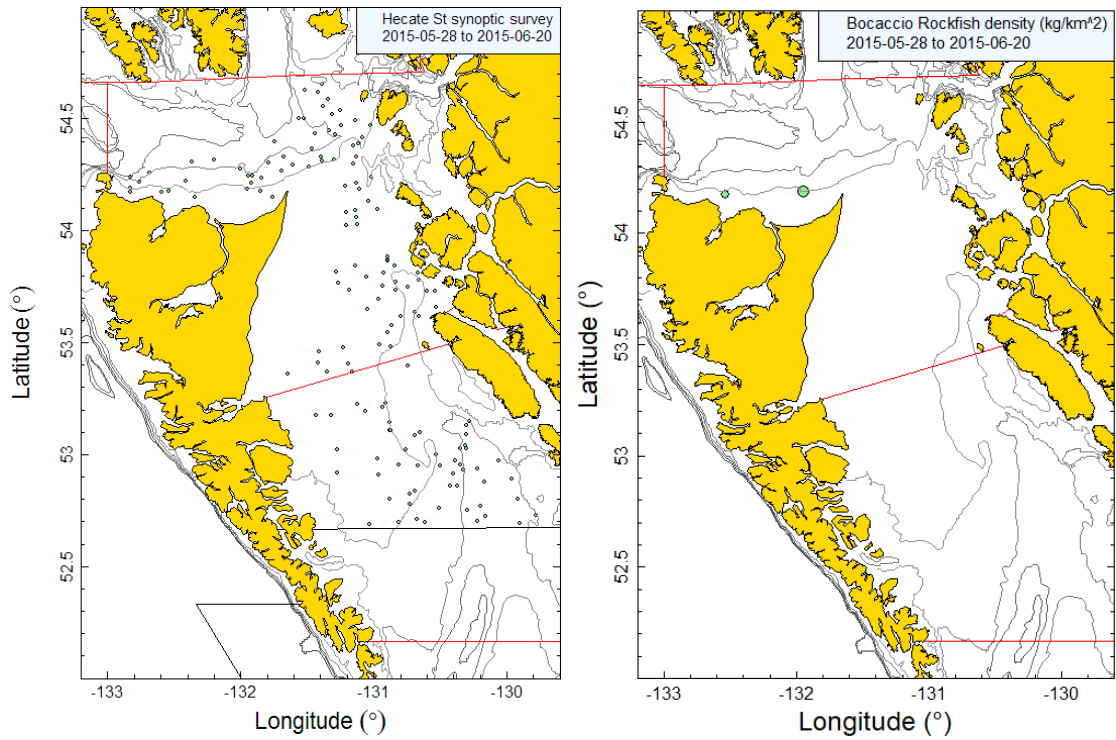 Hecate St synoptic survey
2015-05-28 to 2015-06-20
54.5
54
53.5
53
52.5
Latitude (°)
-133
-132
-131
-130
Longitude (°)
Bocaccio Rockfish density (kg/km^2)
2015-05-28 to 2015-06-20
54.5
54
53.5
53
52.5
Latitude (°)
-133
-132
-131
-130
Longitude (°)